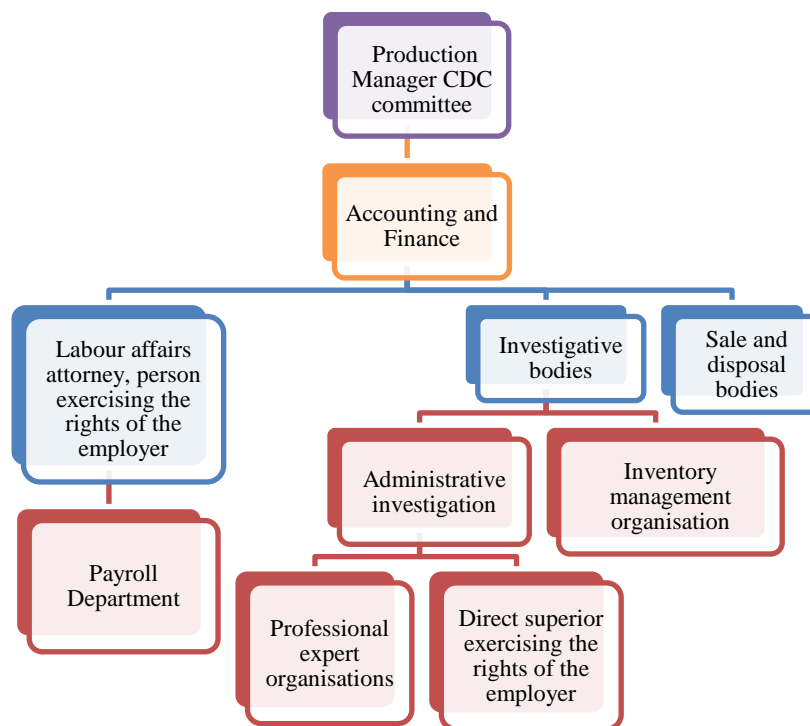 Production
Manager CDC
committee
Accounting and
Finance
Labour affairs
attorney, person
exercising the
rights of the
employer
Investigative
bodies
Sale and
disposal
bodies
Administrative
investigation
Inventory
management
organisation
Payroll
Department
Professional
expert
organisations
Direct superior
exercising the
rights of the
employer